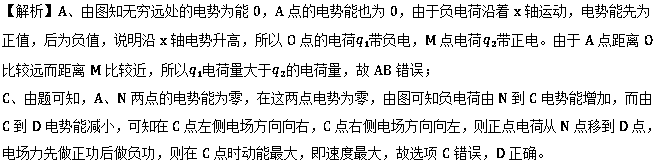 【解析】A、由图知无穷远处的电势为能 0，A 点的电势能也为 0，由于负电荷沿着 x 轴运动，电势能先为
正值，后为负值，说明沿 x 轴电势升高，所以 O 点的电荷q₁带负电，M 点电荷q₂带正电。由于 A 点距离 O
比较远而距离 M 比较近，所以q₁电荷量大于q₂的电荷量，故 AB 错误；
C、由题可知，A、N 两点的电势能为零，在这两点电势为零，由图可知负电荷由 N 到 C 电势能增加，而由
C 到 D 电势能减小，可知在 C 点左侧电场方向向右，C 点右侧电场方向向左，则正点电荷从 N 点移到 D 点，
电场力先做正功后做负功，则在 C 点时动能最大，即速度最大，故选项 C 错误，D 正确。